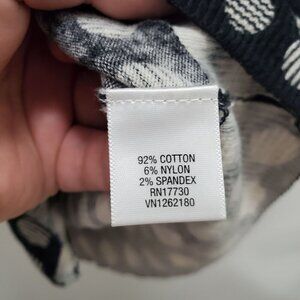 92% COTTON
6% NYLON
2% SPANDEX
RN17730
VN1262180